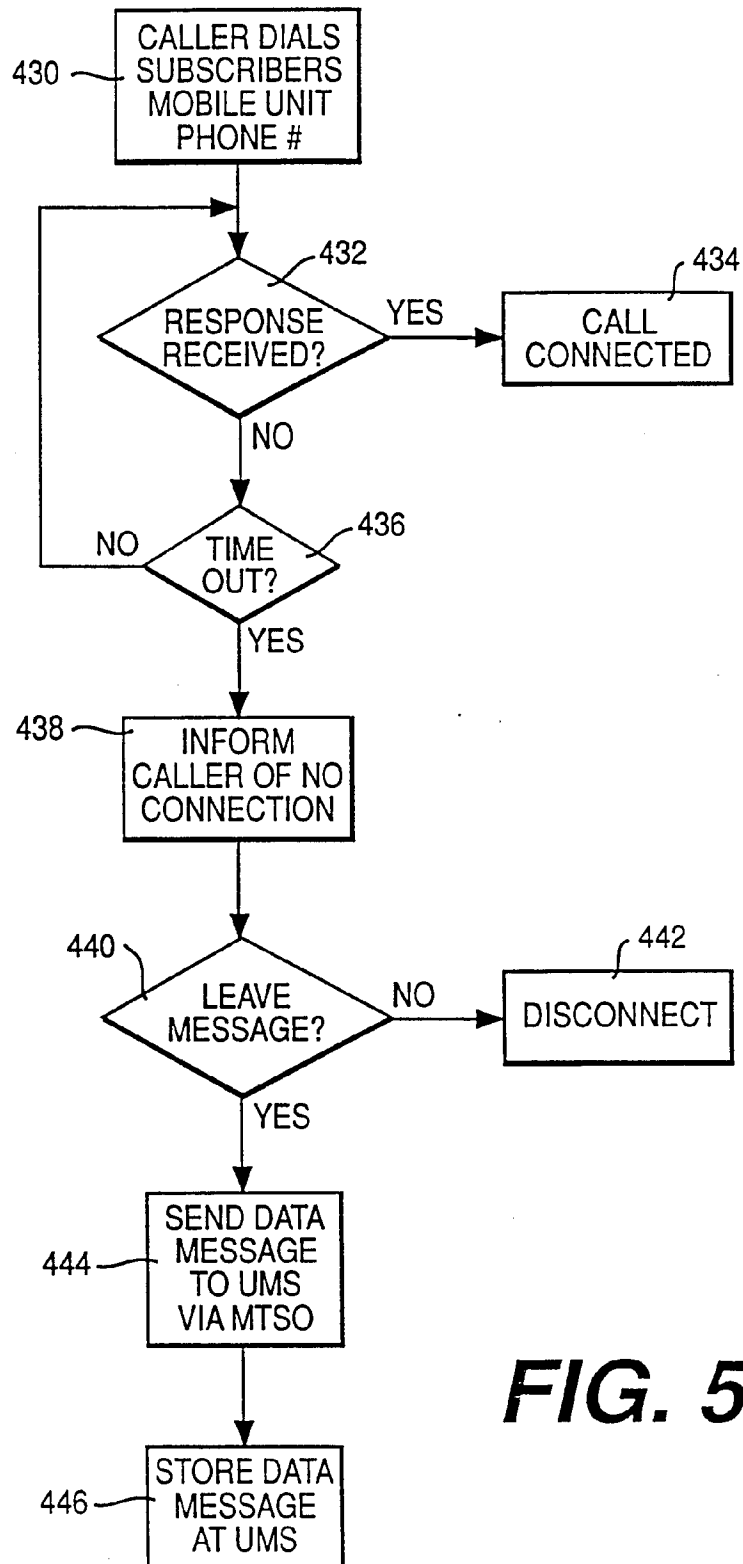 430
CALLER DIALS
SUBSCRIBERS
MOBILE UNIT
PHONE #
432
RESPONSE
RECEIVED?
YES
434
CALL
CONNECTED
NO
436
TIME
OUT?
NO
YES
438
INFORM
CALLER OF NO
CONNECTION
440
LEAVE
MESSAGE?
NO
442
DISCONNECT
YES
444
SEND DATA
MESSAGE
TO UMS
VIA MTSO
446
STORE DATA
MESSAGE
AT UMS
FIG. 5